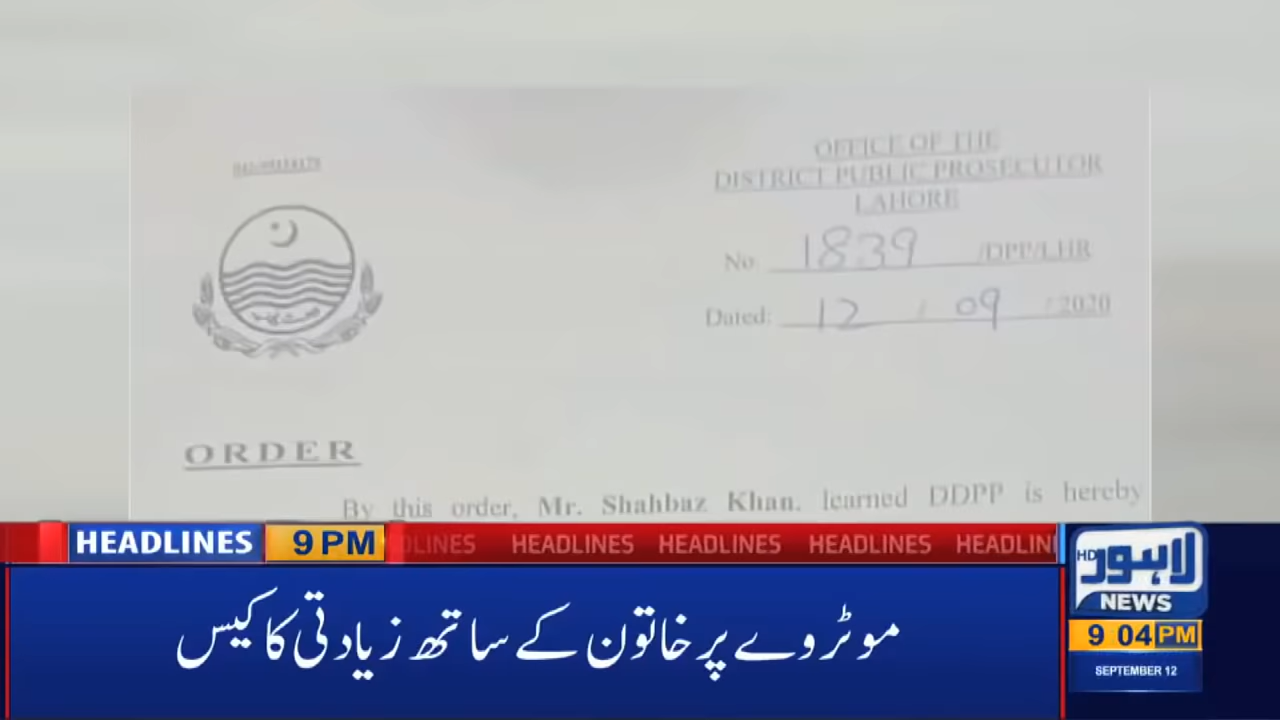 OFFICE OF THE
DISTRICT PUBLIC PROSECUTOR
LAHORE
No. 1839 /DPP/LHR
Dated: 12 / 09 / 2020
ORDER
By this order, Mr. Shahbaz Khan, learned DDPP is hereby
HEADLINES 9 PM DLINES HEADLINES HEADLINES HEADLINES HEADLIN
موٹروے پر خاتون کے ساتھ زیادتی کا کیس
HD لاہور
NEWS
9 04 PM
SEPTEMBER 12